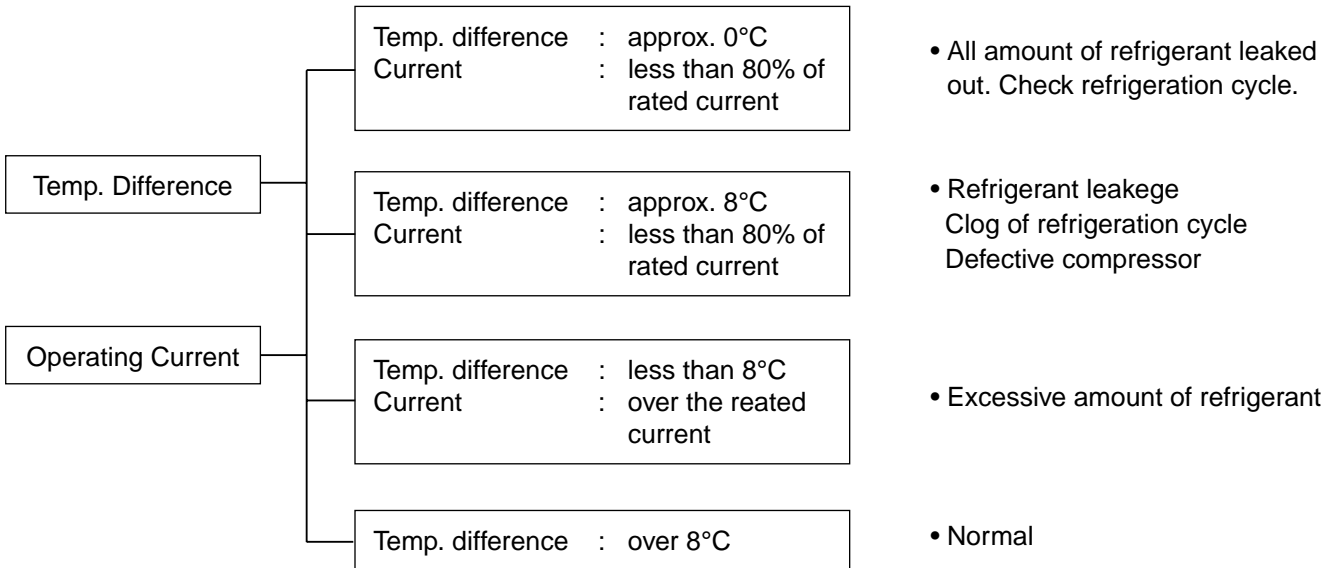 Temp. difference : approx. 0°C
Current : less than 80% of
rated current
• All amount of refrigerant leaked
out. Check refrigeration cycle.
Temp. Difference
Temp. difference : approx. 8°C
Current : less than 80% of
rated current
• Refrigerant leakege
Clog of refrigeration cycle
Defective compressor
Operating Current
Temp. difference : less than 8°C
Current : over the reated
current
• Excessive amount of refrigerant
Temp. difference : over 8°C
• Normal